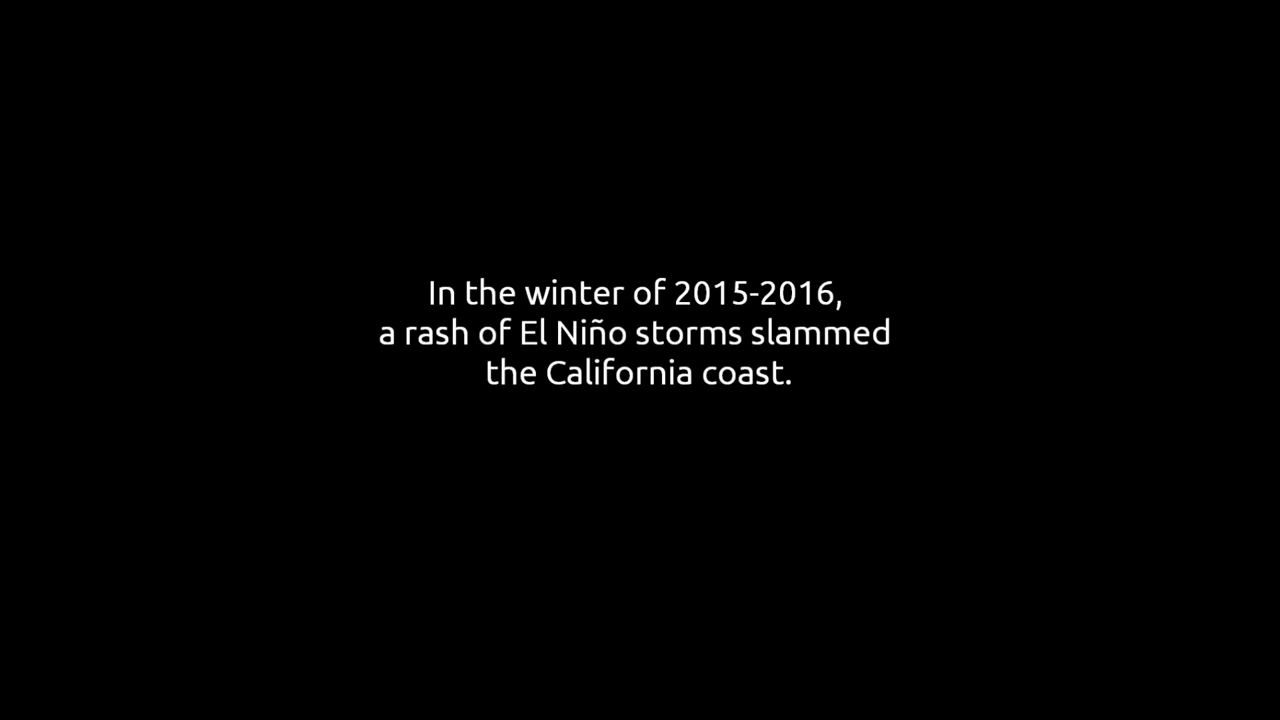 In the winter of 2015-2016,
a rash of El Niño storms slammed
the California coast.